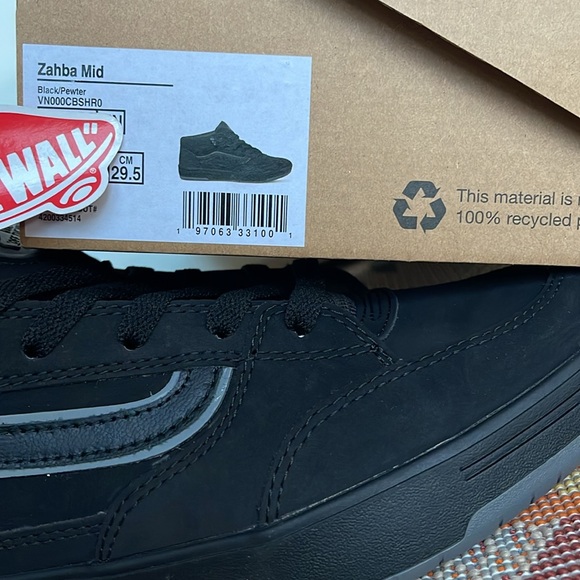 Zahba Mid
Black/Pewter
VN000CBSHR0
CM
29.5
4200334514
1 97063 33100 1
WALL"
This material is
100% recycled